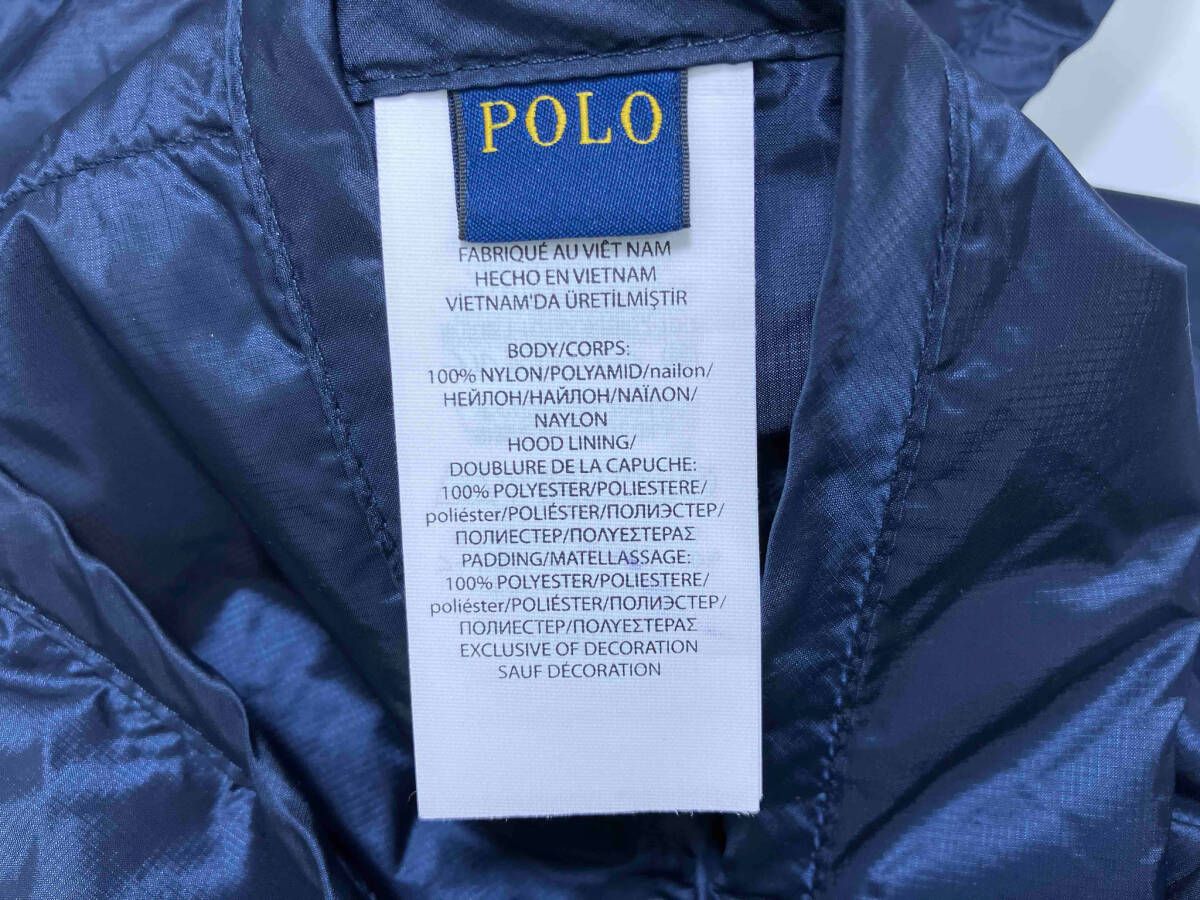 POLO
FABRIQUÉ AU VIÊT NAM
HECHO EN VIETNAM
VİETNAM'DA ÜRETİLMİŞTİR
BODY/CORPS:
100% NYLON/POLYAMID/nailon/
НЕЙЛОН/НАЙЛОН/ΝΑΪΛΟΝ/
NAYLON
HOOD LINING/
DOUBLURE DE LA CAPUCHE:
100% POLYESTER/POLIESTERE/
poliéster/POLIÉSTER/ПОЛИЭСТЕР/
ПОЛИЕСТЕР/ΠΟΛΥΕΣΤΕΡΑΣ
PADDING/MATELLASSAGE:
100% POLYESTER/POLIESTERE/
poliéster/POLIÉSTER/ПОЛИЭСТЕР/
ПОЛИЕСТЕР/ΠΟΛΥΕΣΤΕΡΑΣ
EXCLUSIVE OF DECORATION
SAUF DÉCORATION